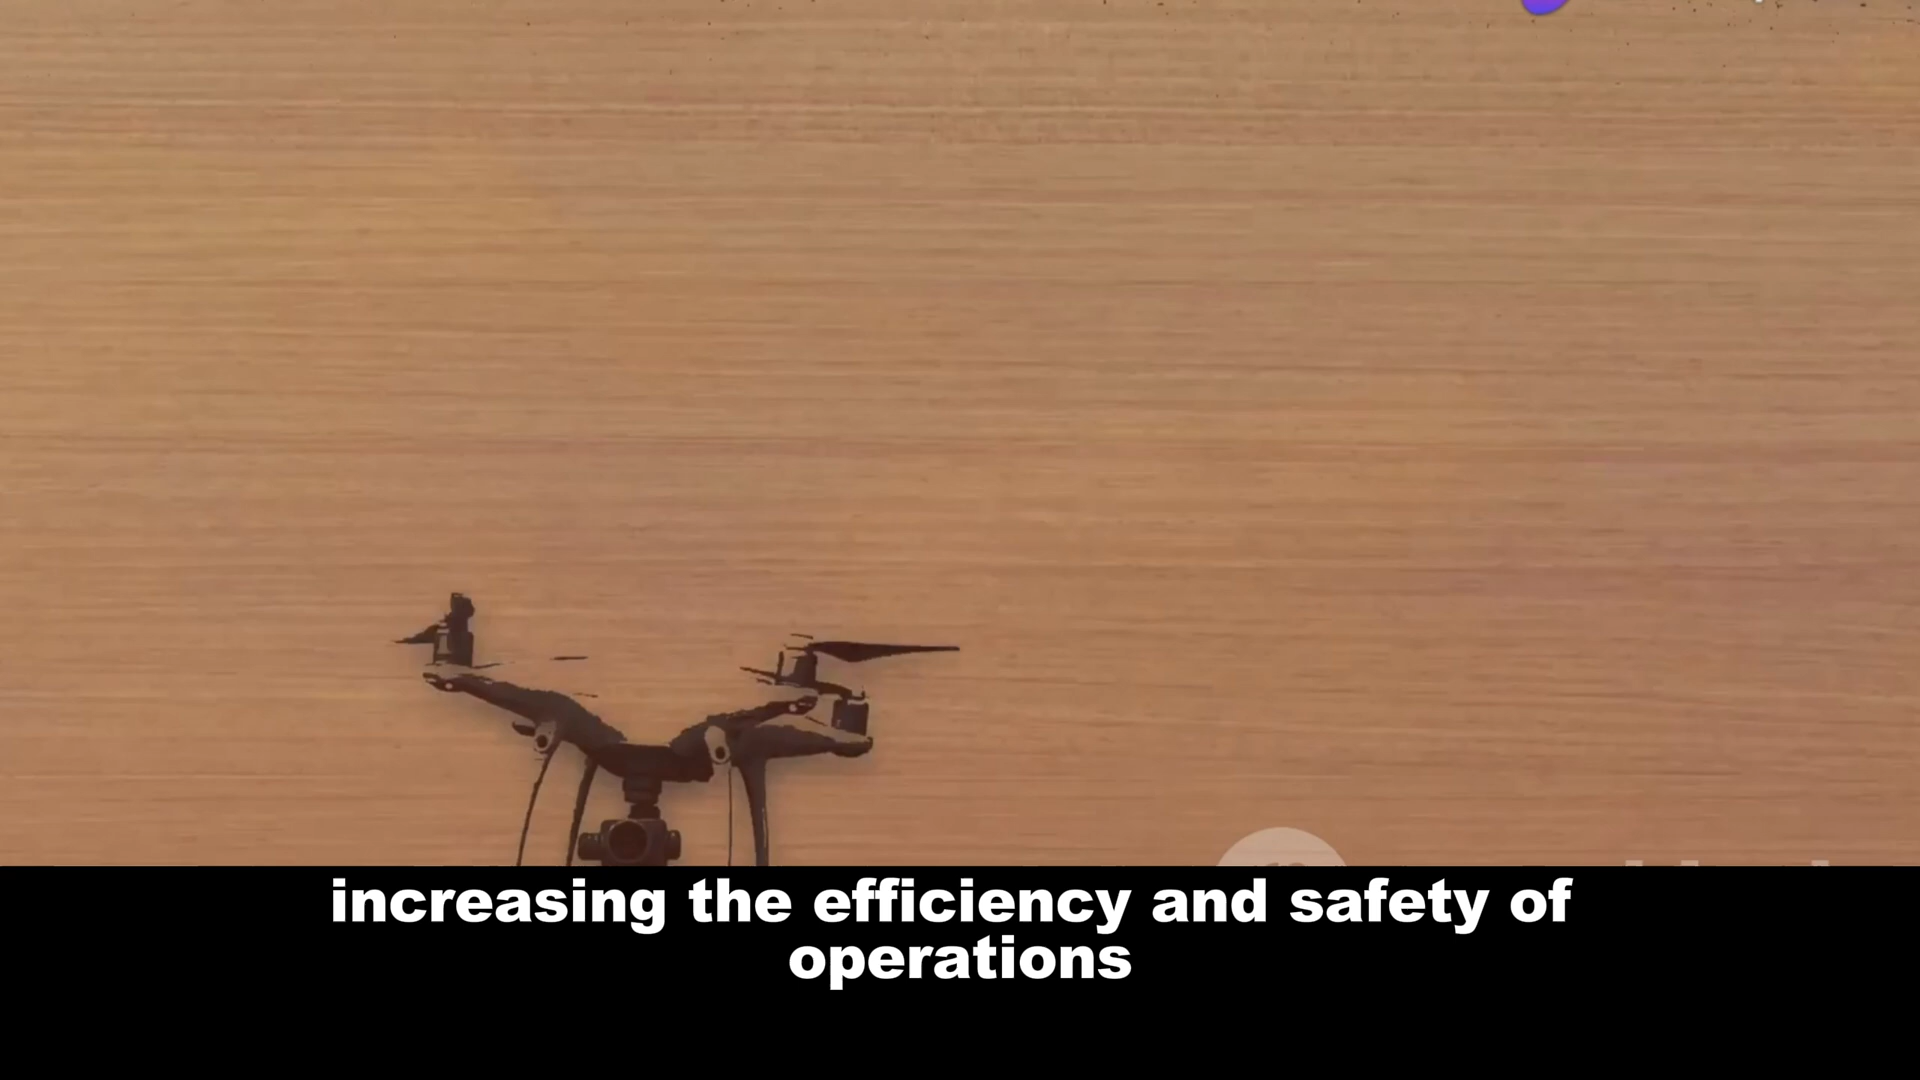 increasing the efficiency and safety of
operations